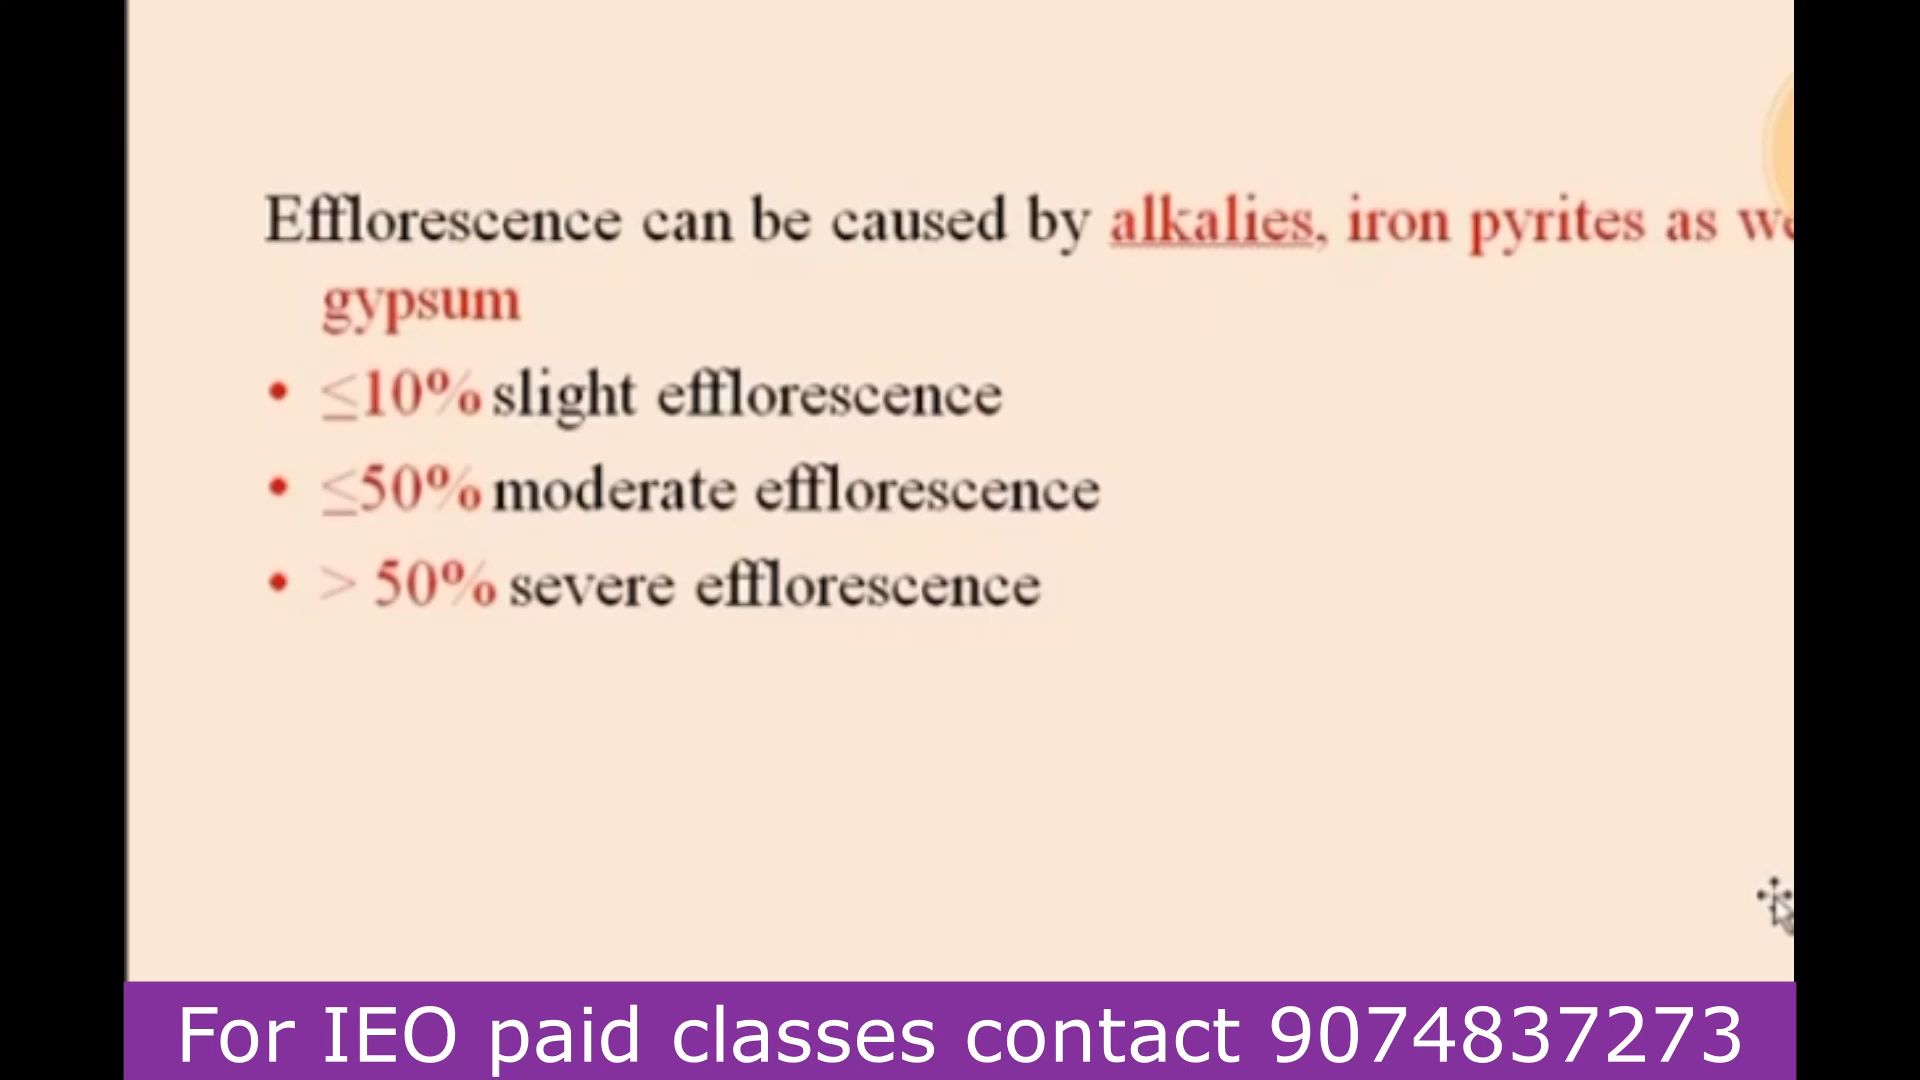 Efflorescence can be caused by alkalies, iron pyrites as
gypsum
• ≤10% slight efflorescence
• ≤50% moderate efflorescence
• > 50% severe efflorescence
For IEO paid classes contact 9074837273